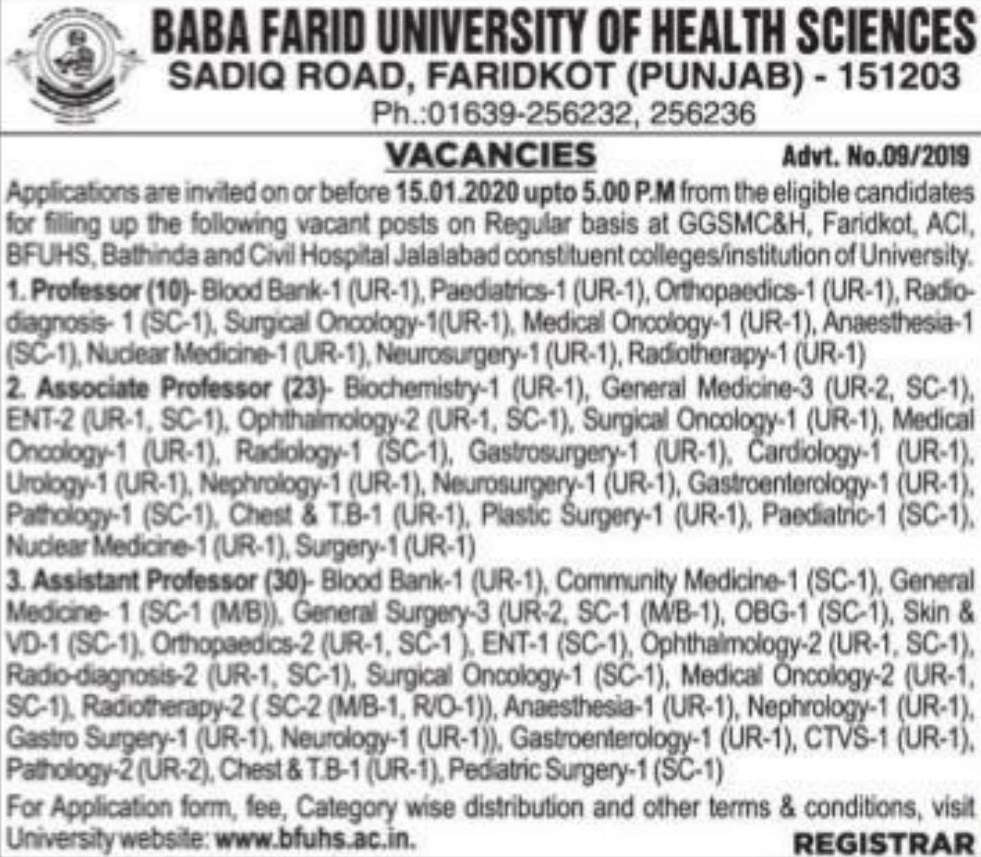 BABA FARID UNIVERSITY OF HEALTH SCIENCES
SADIQ ROAD, FARIDKOT (PUNJAB) - 151203
Ph.:01639-256232, 256236
VACANCIES Advt. No.09/2019
Applications are invited on or before 15.01.2020 upto 5.00 P.M from the eligible candidates
for filling up the following vacant posts on Regular basis at GGSMC&H, Faridkot, ACI,
BFUHS, Bathinda and Civil Hospital Jalalabad constituent colleges/institution of University.
1. Professor (10)- Blood Bank-1 (UR-1), Paediatrics-1 (UR-1), Orthopaedics-1 (UR-1), Radio-
diagnosis- 1 (SC-1), Surgical Oncology-1(UR-1), Medical Oncology-1 (UR-1), Anaesthesia-1
(SC-1), Nuclear Medicine-1 (UR-1), Neurosurgery-1 (UR-1), Radiotherapy-1 (UR-1)
2. Associate Professor (23)- Biochemistry-1 (UR-1), General Medicine-3 (UR-2, SC-1),
ENT-2 (UR-1, SC-1), Ophthalmology-2 (UR-1, SC-1), Surgical Oncology-1 (UR-1), Medical
Oncology-1 (UR-1), Radiology-1 (SC-1), Gastrosurgery-1 (UR-1), Cardiology-1 (UR-1),
Urology-1 (UR-1), Nephrology-1 (UR-1), Neurosurgery-1 (UR-1), Gastroenterology-1 (UR-1),
Pathology-1 (SC-1), Chest & T.B-1 (UR-1), Plastic Surgery-1 (UR-1), Paediatric-1 (SC-1),
Nuclear Medicine-1 (UR-1), Surgery-1 (UR-1)
3. Assistant Professor (30)- Blood Bank-1 (UR-1), Community Medicine-1 (SC-1), General
Medicine- 1 (SC-1 (M/B)), General Surgery-3 (UR-2, SC-1 (M/B-1), OBG-1 (SC-1), Skin &
VD-1 (SC-1), Orthopaedics-2 (UR-1, SC-1 ), ENT-1 (SC-1), Ophthalmology-2 (UR-1, SC-1),
Radio-diagnosis-2 (UR-1, SC-1), Surgical Oncology-1 (SC-1), Medical Oncology-2 (UR-1,
SC-1), Radiotherapy-2 ( SC-2 (M/B-1, R/O-1)), Anaesthesia-1 (UR-1), Nephrology-1 (UR-1),
Gastro Surgery-1 (UR-1), Neurology-1 (UR-1)), Gastroenterology-1 (UR-1), CTVS-1 (UR-1),
Pathology-2 (UR-2), Chest & T.B-1 (UR-1), Pediatric Surgery-1 (SC-1)
For Application form, fee, Category wise distribution and other terms & conditions, visit
University website: www.bfuhs.ac.in. REGISTRAR